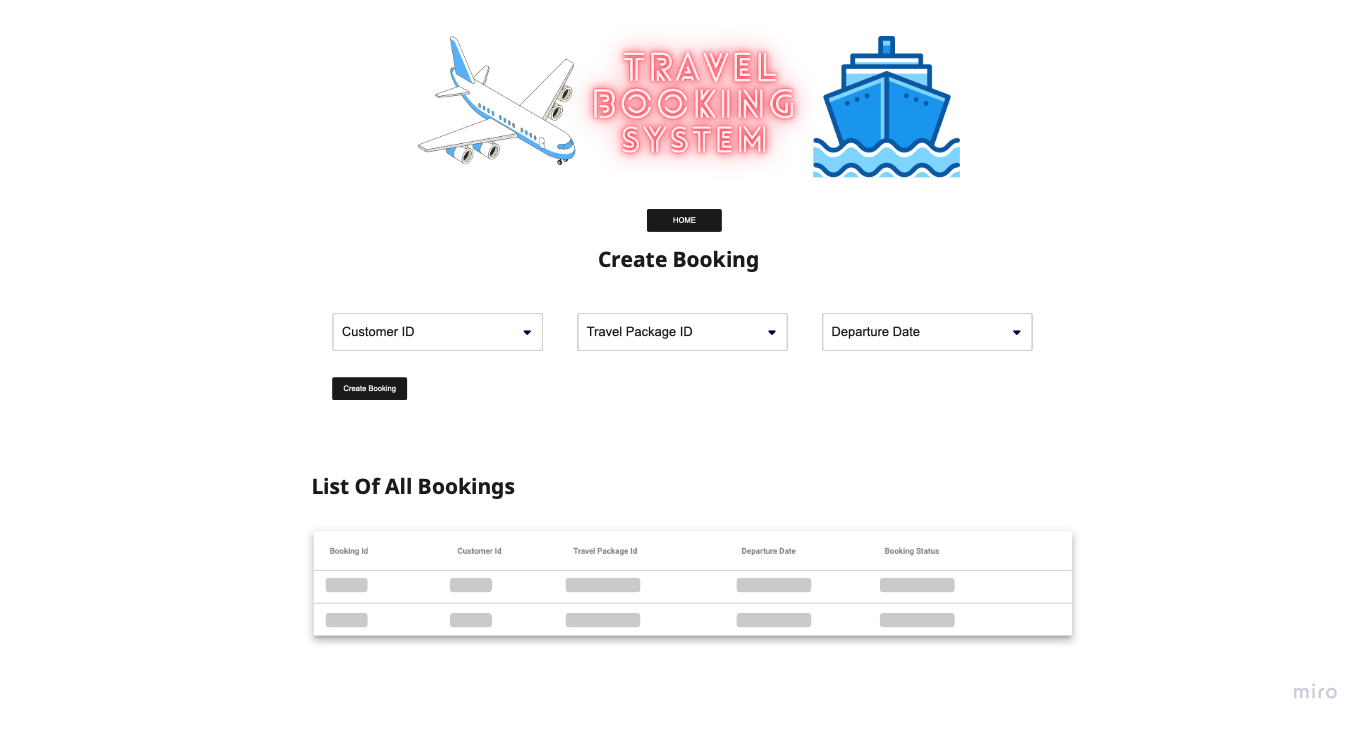 TRAVEL
BOOKING
SYSTEM
HOME
Create Booking
Customer ID
Travel Package ID
Departure Date
Create Booking
List Of All Bookings
Booking Id
Customer Id
Travel Package Id
Departure Date
Booking Status
miro